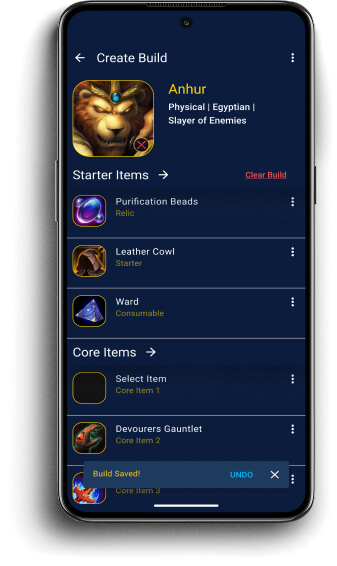 Create Build
Anhur
Physical | Egyptian |
Slayer of Enemies
Starter Items
Clear Build
Purification Beads
Relic
Leather Cowl
Starter
Ward
Consumable
Core Items
Select Item
Core Item 1
Devourers Gauntlet
Core Item 2
Build Saved!
UNDO
Core Item 3